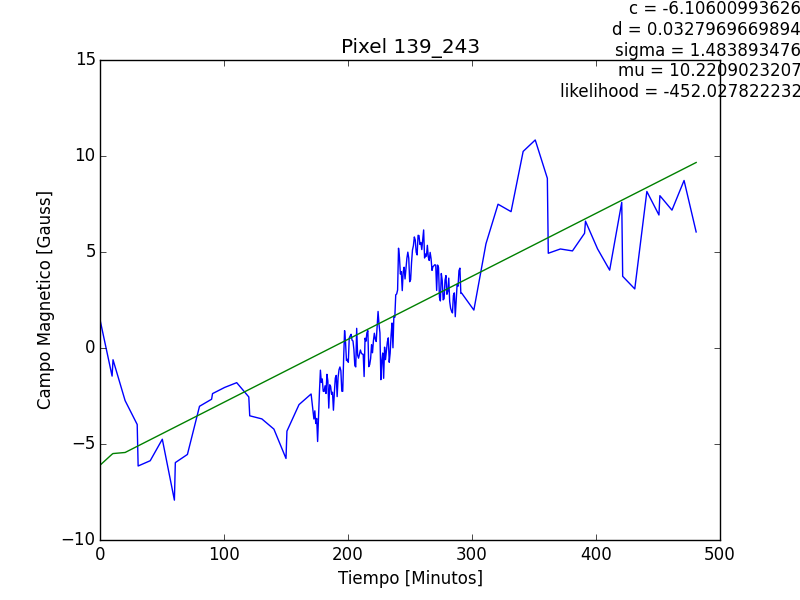 c = -6.10600993626
d = 0.0327969669894
sigma = 1.483893476
mu = 10.2209023207
likelihood = -452.027822232
Pixel 139_243
15
10
5
0
−5
−10
Campo Magnetico [Gauss]
0 100 200 300 400 500
Tiempo [Minutos]